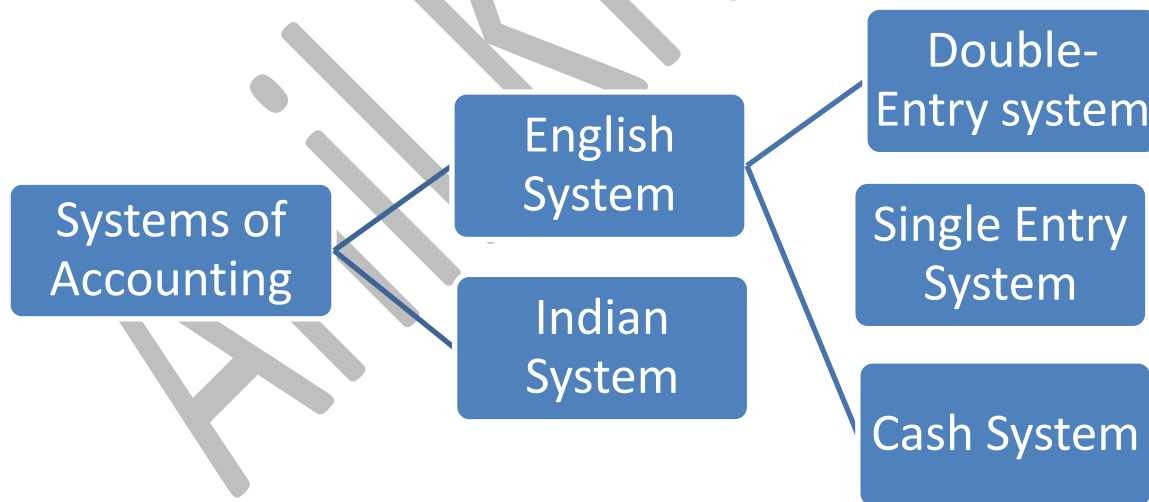 Systems of
Accounting
English
System
Indian
System
Double-
Entry system
Single Entry
System
Cash System